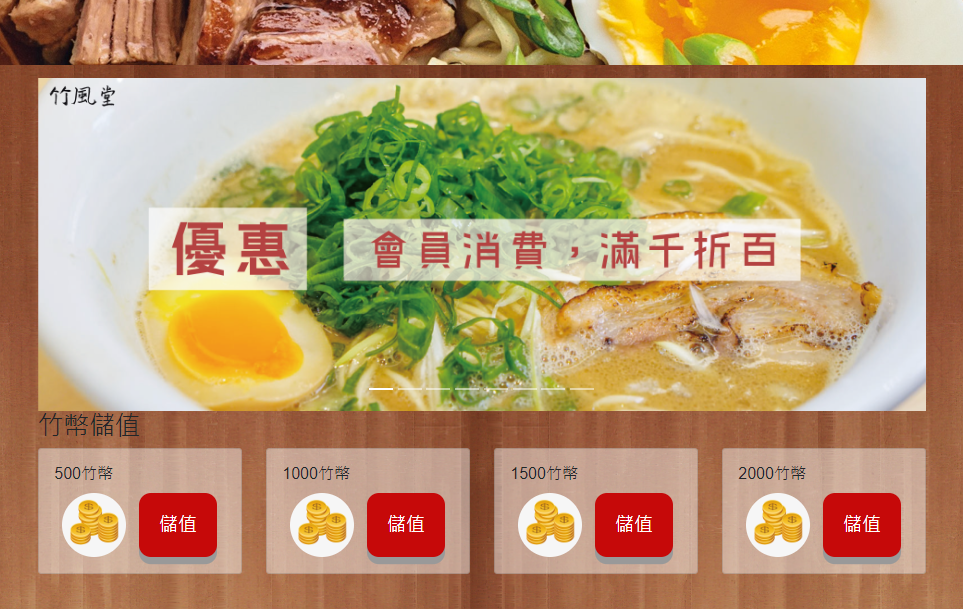 竹風堂
優惠
會員消費，滿千折百
竹幣儲值
500竹幣
儲值
1000竹幣
儲值
1500竹幣
儲值
2000竹幣
儲值